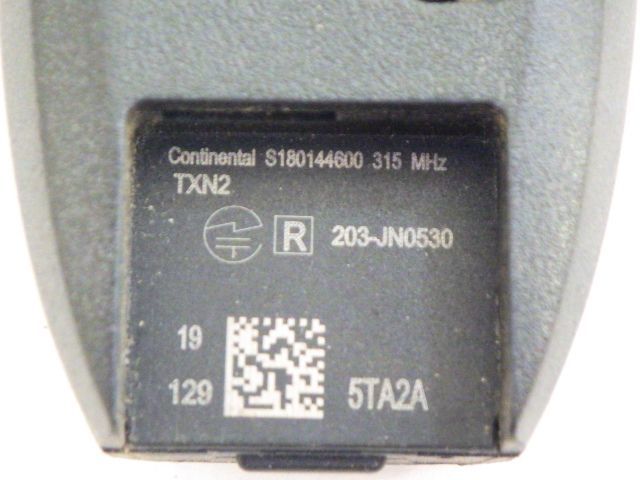 Continental S180144600 315 MHz
TXN2
R 203-JN0530
19
129 5TA2A